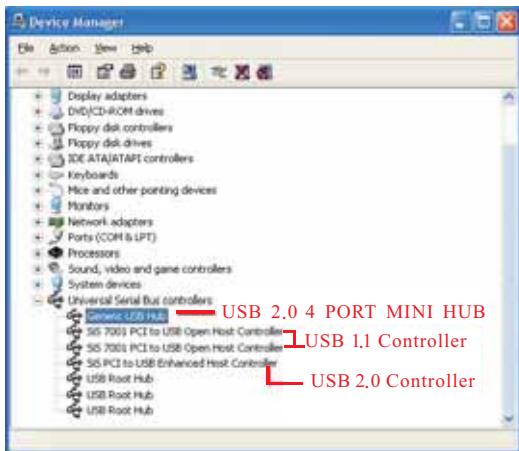 Device Manager
File Action View Help
Display adapters
DVD/CD-ROM drives
Floppy disk controllers
Floppy disk drives
IDE ATA/ATAPI controllers
Keyboards
Mice and other pointing devices
Monitors
Network adapters
Ports (COM & LPT)
Processors
Sound, video and game controllers
System devices
Universal Serial Bus controllers
Generic USB Hub USB 2.0 4 PORT MINI HUB
SiS 7001 PCI to USB Open Host Controller
USB 1.1 Controller
SiS 7001 PCI to USB Open Host Controller
SiS PCI to USB Enhanced Host Controller
USB 2.0 Controller
USB Root Hub
USB Root Hub
USB Root Hub